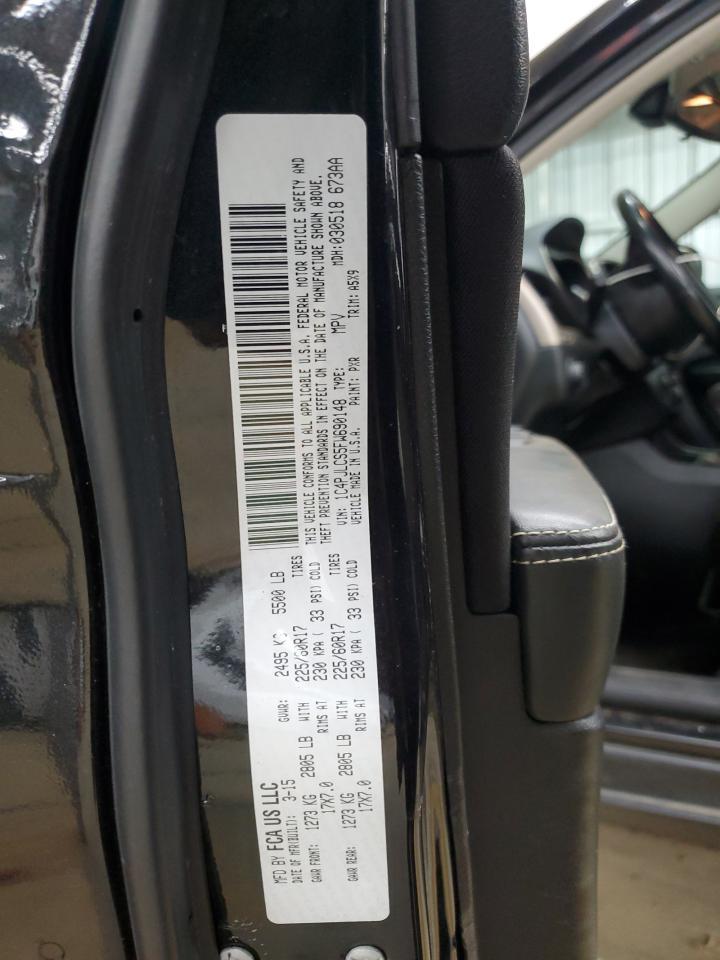 MFD BY FCA US LLC
DATE OF MFR(BUILT): 3-15 GVWR: 2495 KG 5500 LB
GAWR FRONT: 1273 KG 2805 LB WITH 225/60R17 TIRES
17X7.0 RIMS AT 230 KPA ( 33 PSI) COLD
GAWR REAR: 1273 KG 2805 LB WITH 225/60R17 TIRES
17X7.0 RIMS AT 230 KPA ( 33 PSI) COLD
THIS VEHICLE CONFORMS TO ALL APPLICABLE U.S.A. FEDERAL MOTOR VEHICLE SAFETY AND
THEFT PREVENTION STANDARDS IN EFFECT ON THE DATE OF MANUFACTURE SHOWN ABOVE.
VIN: 1C4PJLCS5FW690148 TYPE: MPV MDH:030518 673AA
VEHICLE MADE IN U.S.A. PAINT: PXR TRIM: A5X9